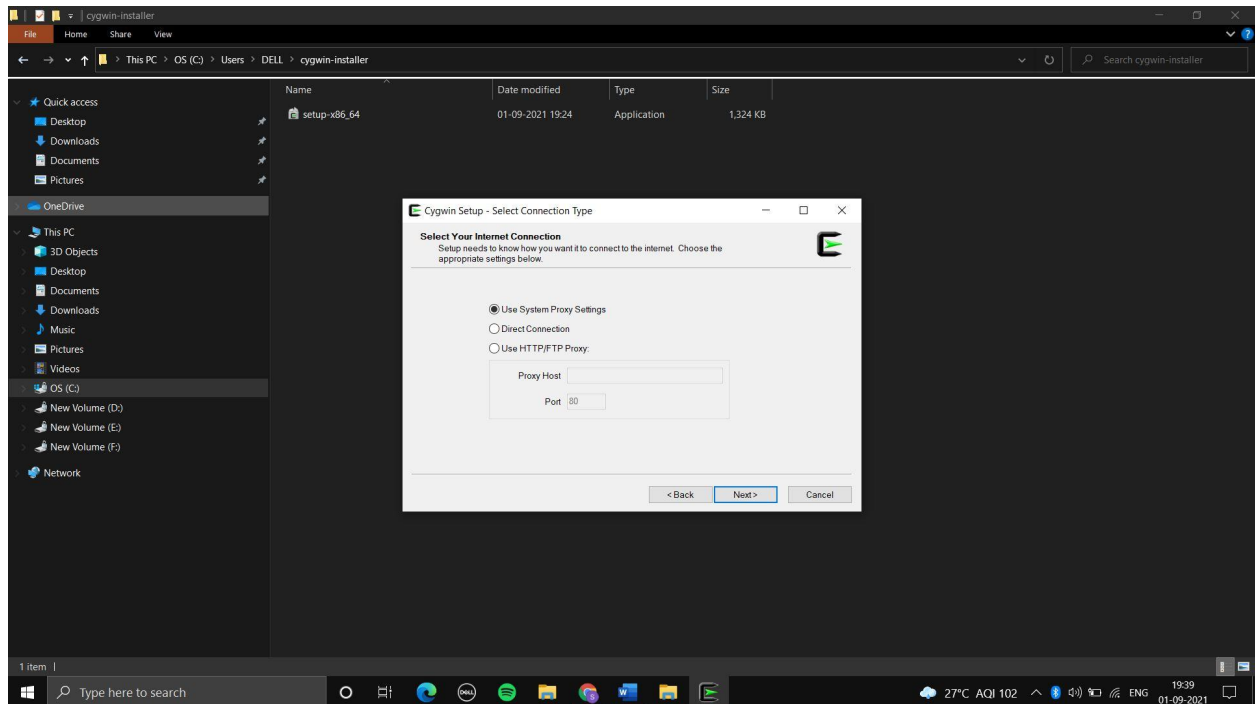 cygwin-installer
File Home Share View
This PC > OS (C:) > Users > DELL > cygwin-installer
Search cygwin-installer
Name Date modified Type Size
setup-x86_64 01-09-2021 19:24 Application 1,324 KB
Quick access
Desktop
Downloads
Documents
Pictures
OneDrive
This PC
3D Objects
Desktop
Documents
Downloads
Music
Pictures
Videos
OS (C:)
New Volume (D:)
New Volume (E:)
New Volume (F:)
Network
Cygwin Setup - Select Connection Type
Select Your Internet Connection
Setup needs to know how you want it to connect to the internet. Choose the
appropriate settings below.
Use System Proxy Settings
Direct Connection
Use HTTP/FTP Proxy:
Proxy Host
Port 80
< Back Next > Cancel
1 item
Type here to search
DELL
27°C AQI 102 ENG 19:39
01-09-2021